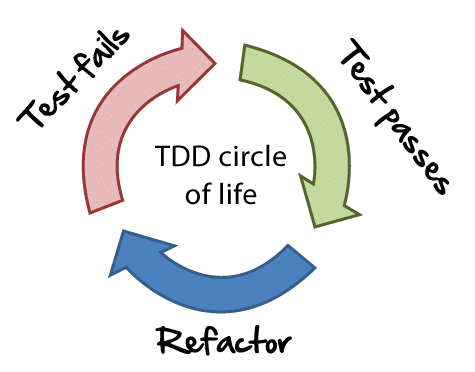 Test fails
Test passes
TDD circle
of life
Refactor